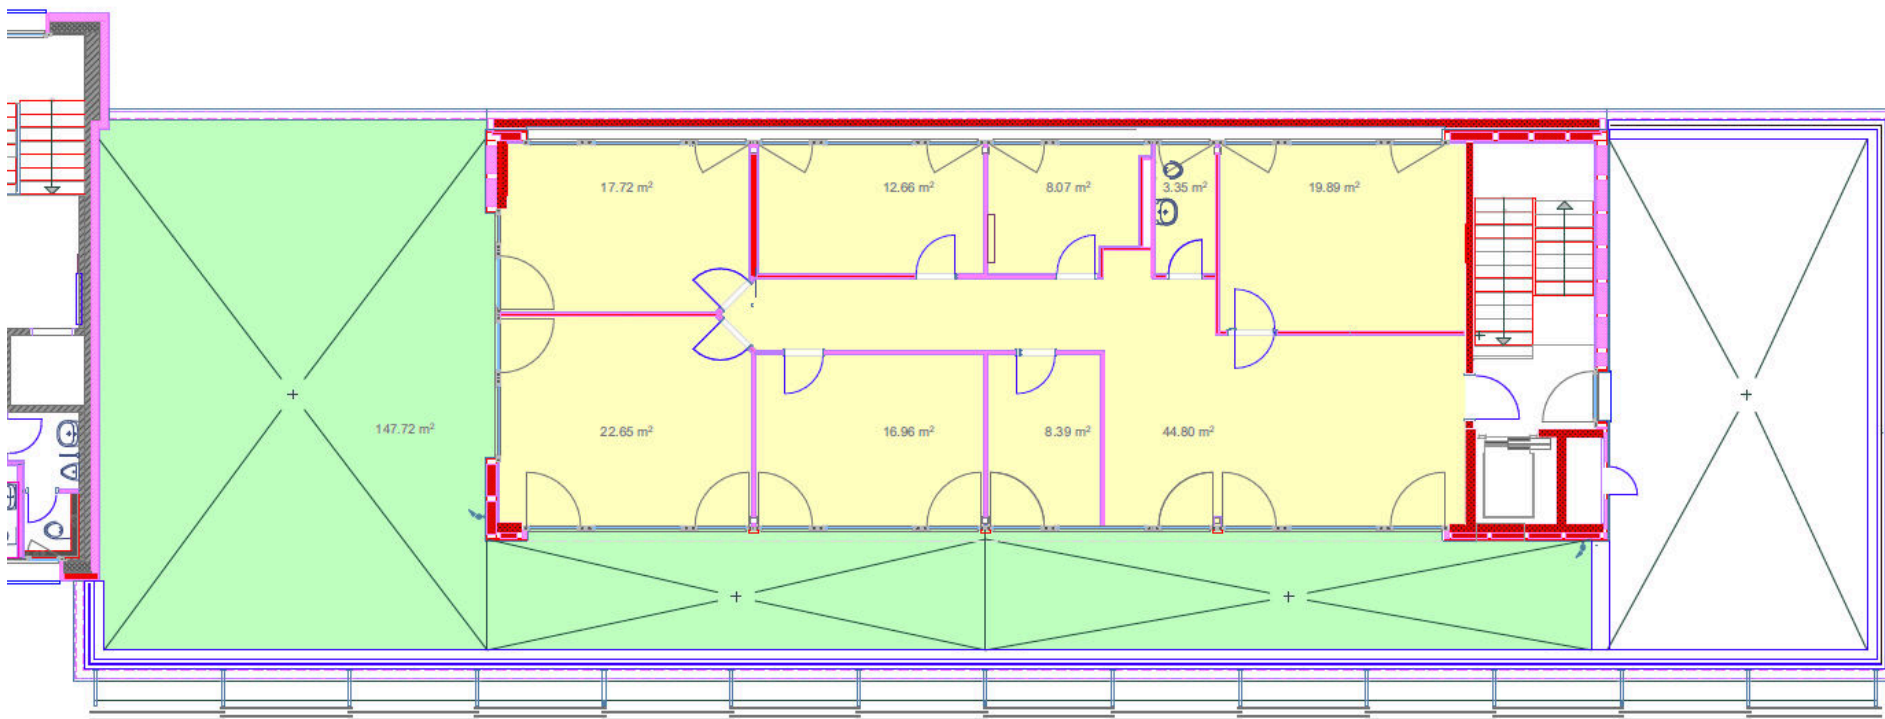 17.72 m²
12.66 m²
8.07 m²
3.35 m²
19.89 m²
147.72 m²
22.65 m²
16.96 m²
8.39 m²
44.80 m²